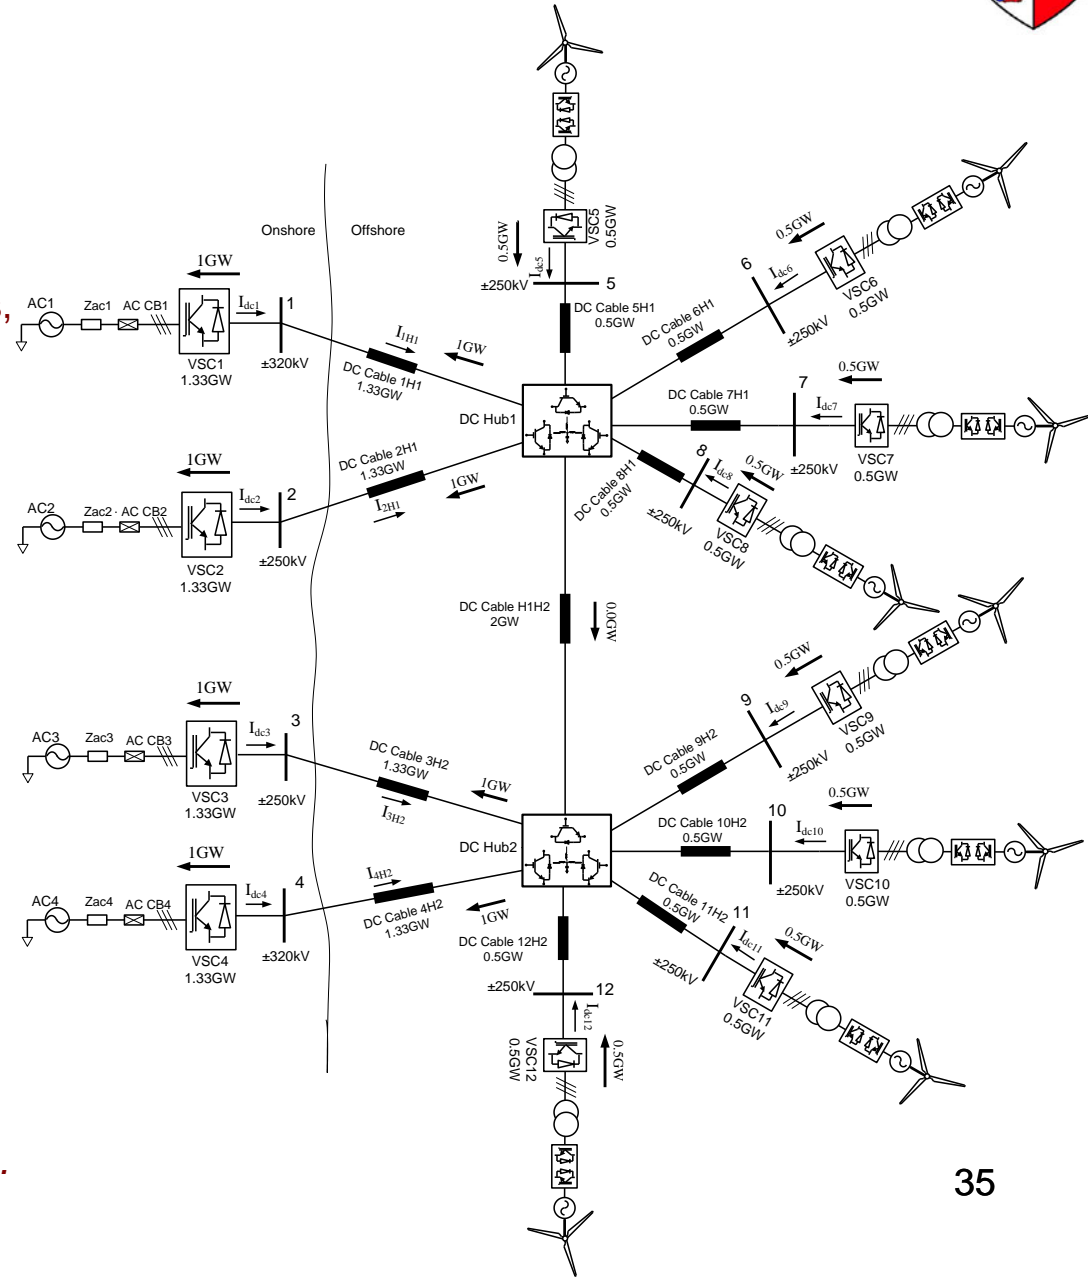 VSC5
0.5GW
0.5GW
Idc5
±250kV
5
DC Cable 5H1
0.5GW
Onshore
Offshore
1GW
AC1
Zac1
AC CB1
Idc1
1
VSC1
1.33GW
±320kV
I1H1
1GW
DC Cable 1H1
1.33GW
0.5GW
6
Idc6
VSC6
0.5GW
±250kV
DC Cable 6H1
0.5GW
DC Hub1
DC Cable 7H1
0.5GW
7
0.5GW
Idc7
±250kV
VSC7
0.5GW
1GW
AC2
Zac2
AC CB2
Idc2
2
VSC2
1.33GW
±250kV
DC Cable 2H1
1.33GW
I2H1
1GW
DC Cable 8H1
0.5GW
8
Idc8
0.5GW
±250kV
VSC8
0.5GW
DC Cable H1H2
2GW
0.0GW
1GW
AC3
Zac3
AC CB3
Idc3
3
VSC3
1.33GW
±250kV
DC Cable 3H2
1.33GW
I3H2
1GW
0.5GW
9
Idc9
VSC9
0.5GW
±250kV
DC Cable 9H2
0.5GW
DC Hub2
DC Cable 10H2
0.5GW
10
0.5GW
Idc10
±250kV
VSC10
0.5GW
1GW
AC4
Zac4
AC CB4
Idc4
4
VSC4
1.33GW
±320kV
I4H2
DC Cable 4H2
1.33GW
1GW
DC Cable 11H2
0.5GW
11
Idc11
0.5GW
±250kV
VSC11
0.5GW
DC Cable 12H2
0.5GW
±250kV
12
Idc12
VSC12
0.5GW
0.5GW
35